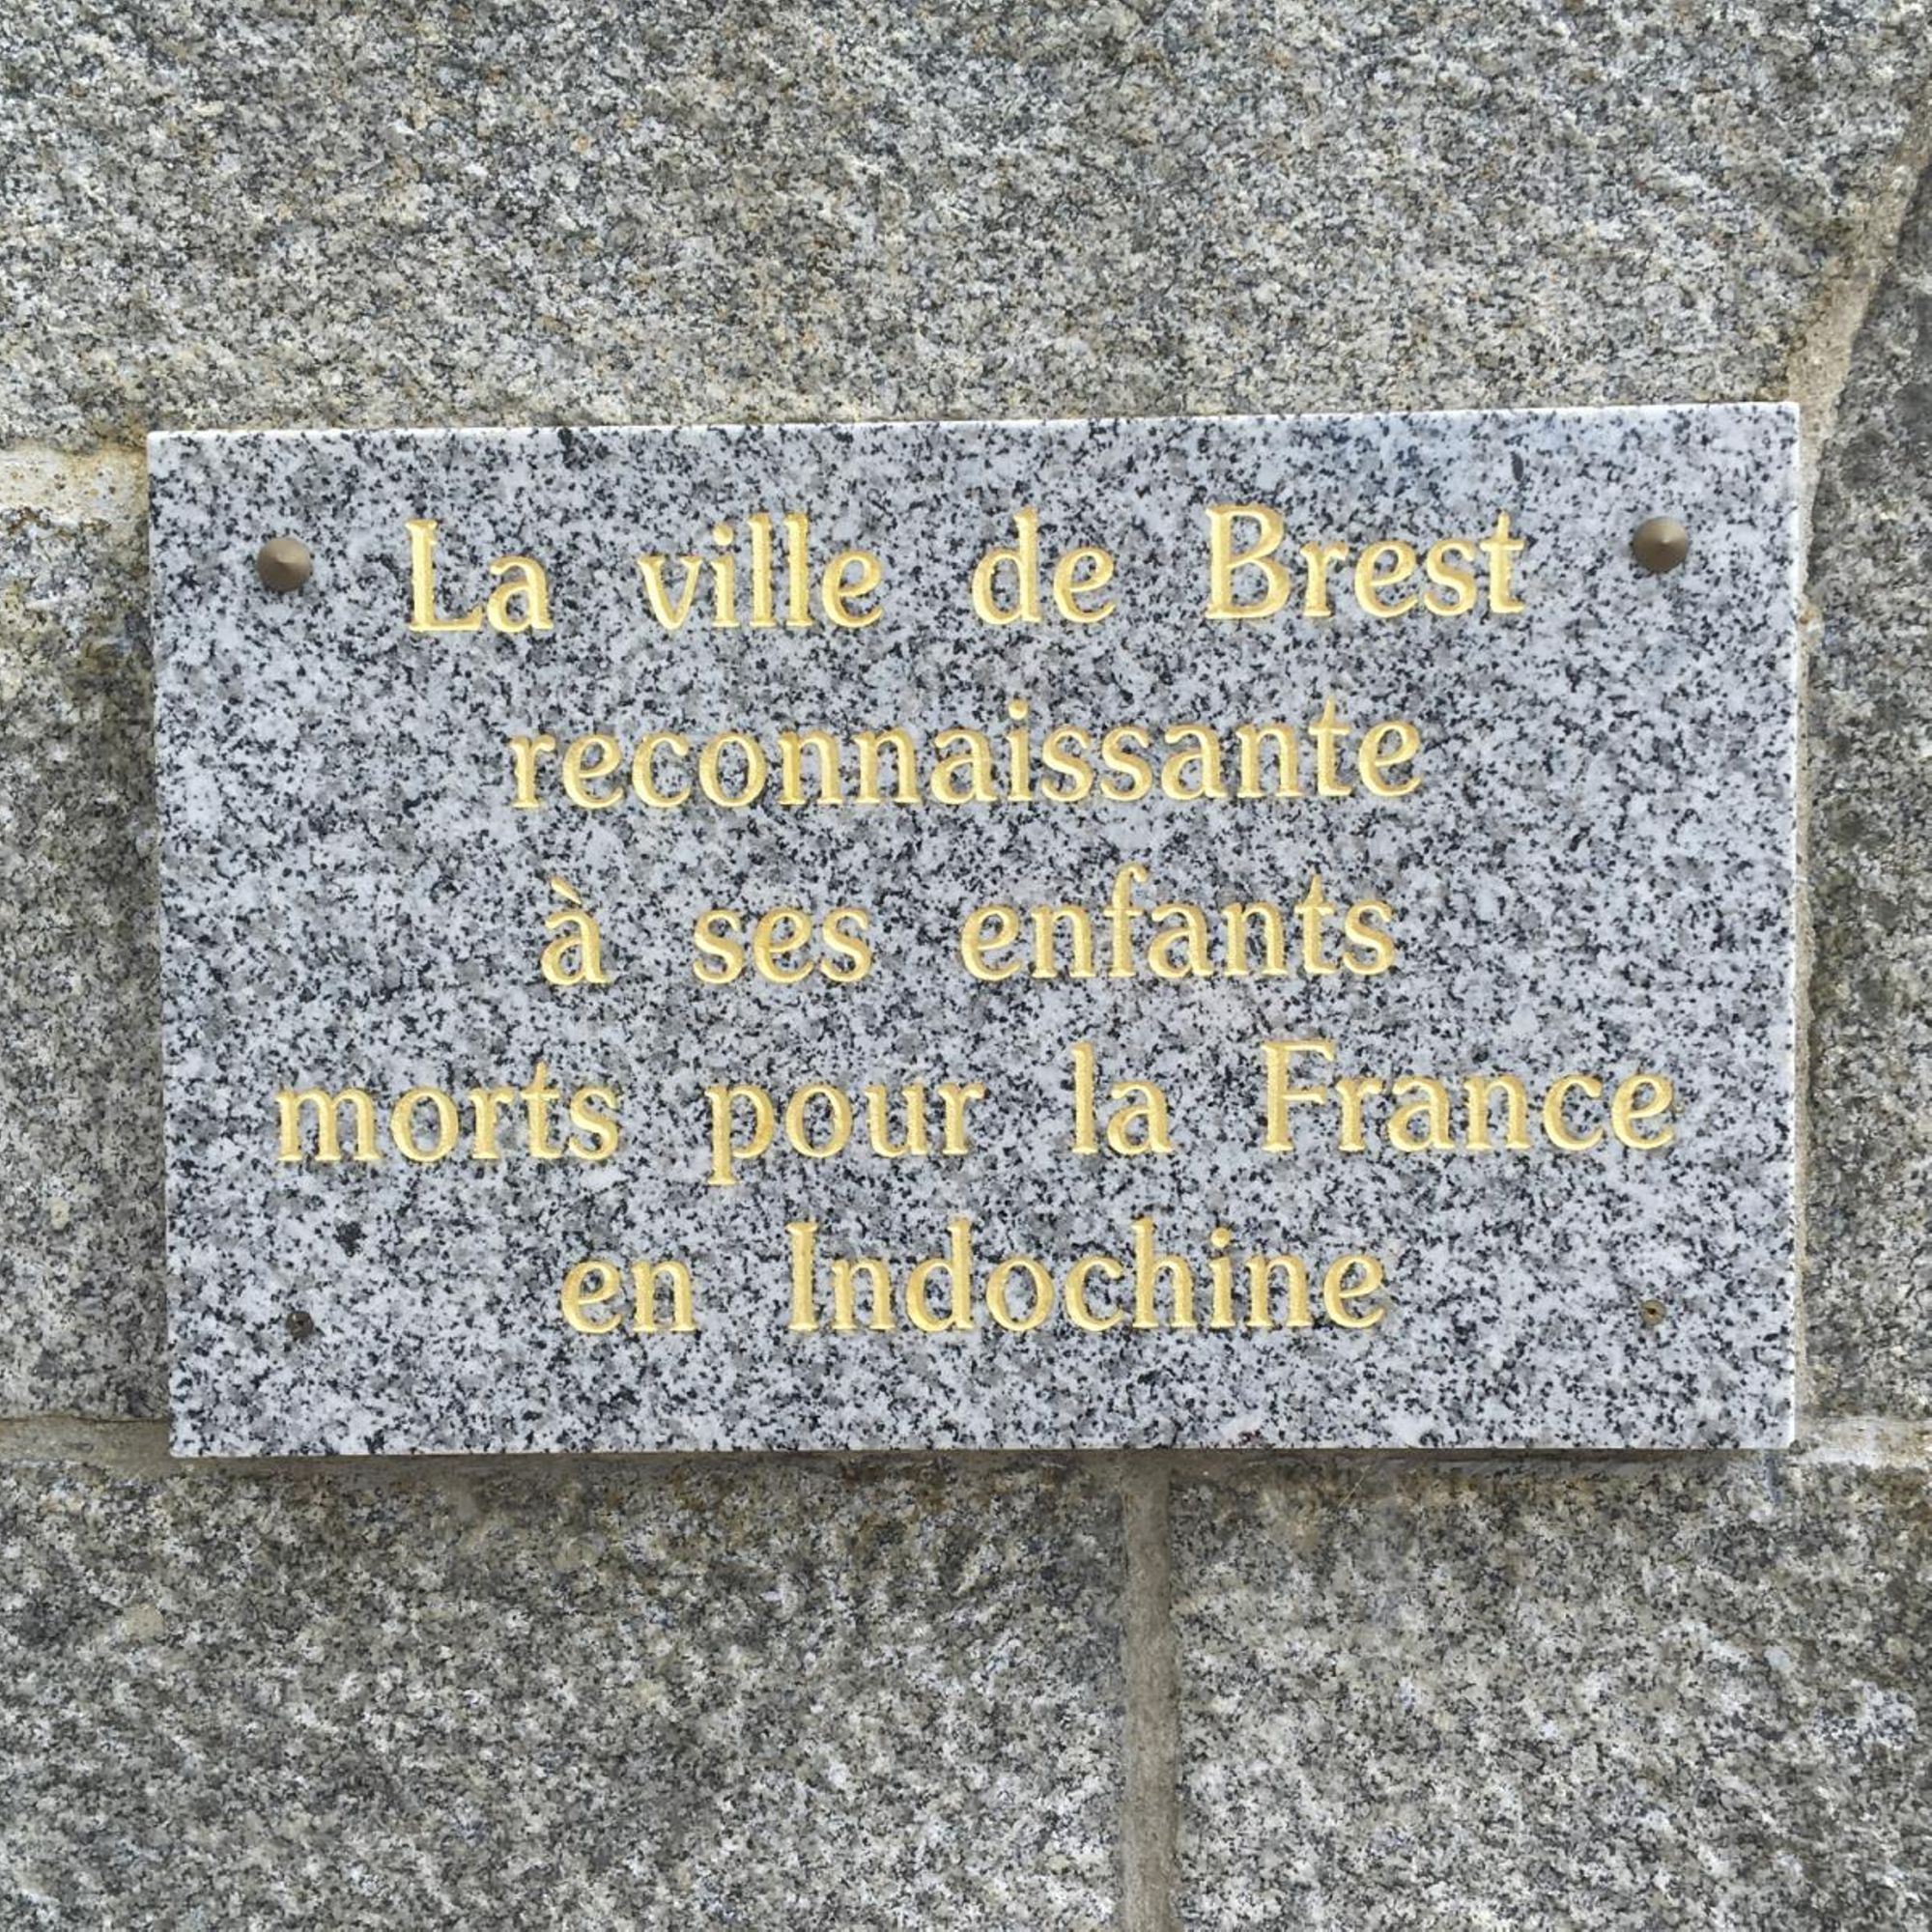 La ville de Brest
reconnaissante
à ses enfants
morts pour la France
en Indochine